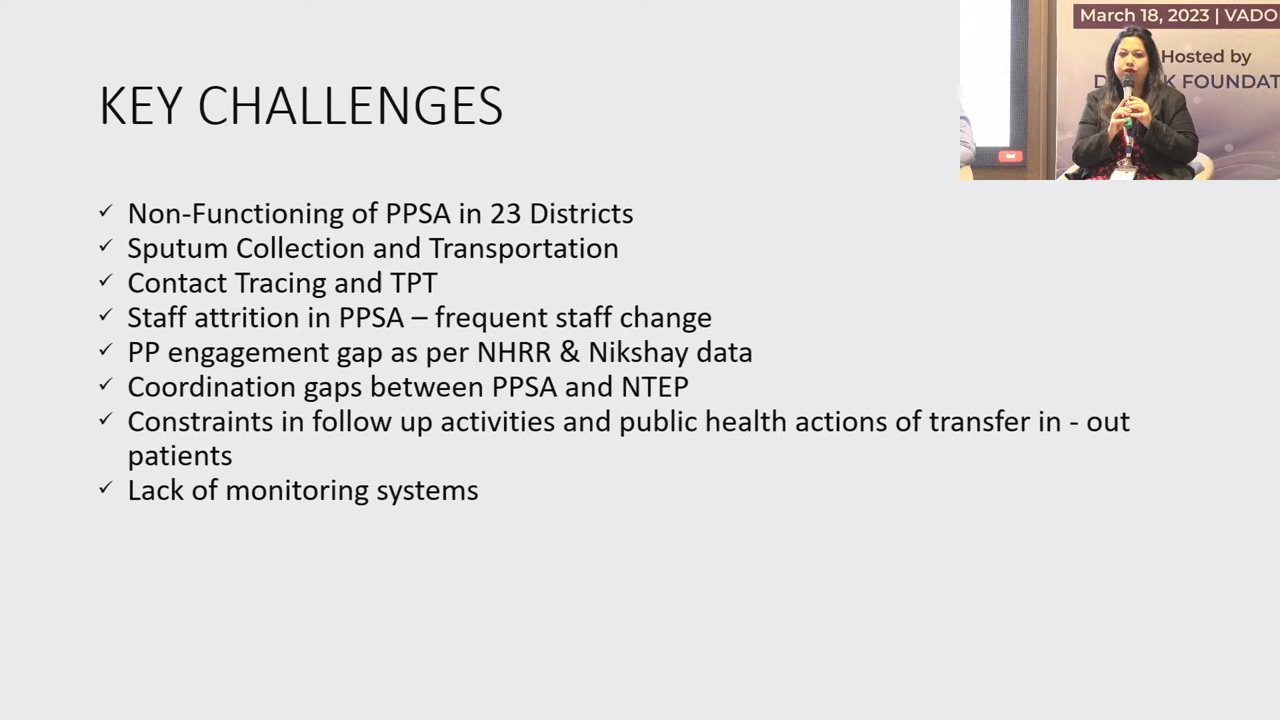 March 18, 2023 | VADO
Hosted by
K FOUNDAT
KEY CHALLENGES
✓ Non-Functioning of PPSA in 23 Districts
✓ Sputum Collection and Transportation
✓ Contact Tracing and TPT
✓ Staff attrition in PPSA – frequent staff change
✓ PP engagement gap as per NHRR & Nikshay data
✓ Coordination gaps between PPSA and NTEP
✓ Constraints in follow up activities and public health actions of transfer in - out
patients
✓ Lack of monitoring systems